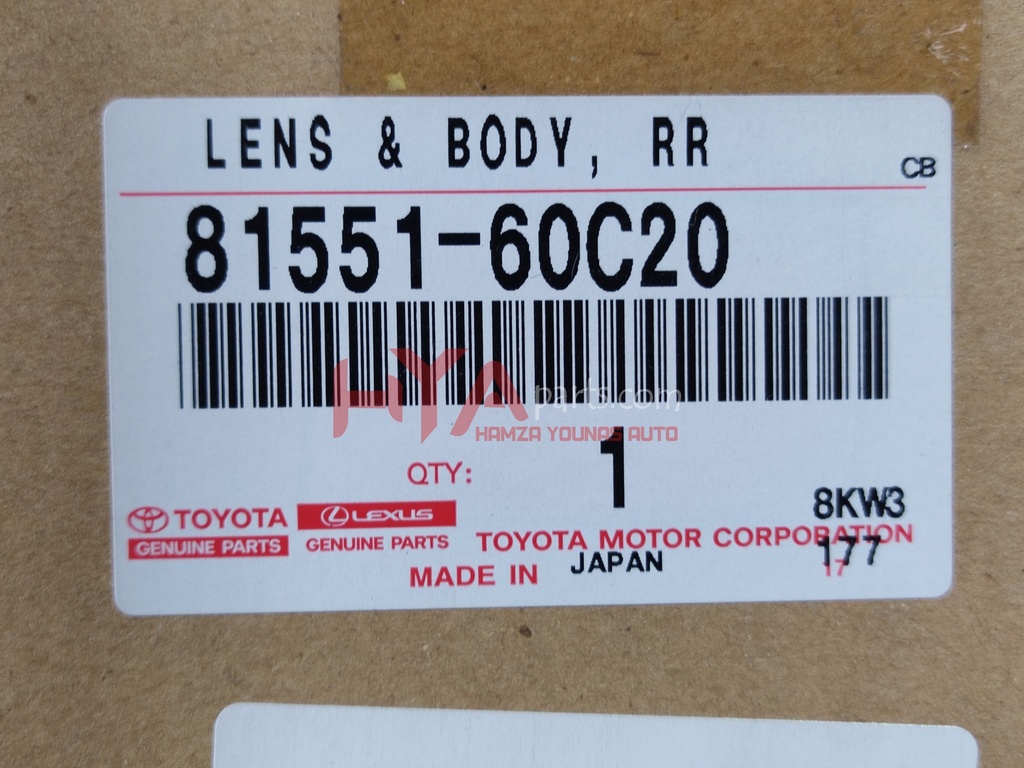 LENS & BODY, RR
CB
81551-60C20
HYA parts.com
HAMZA YOUNAS AUTO
QTY: 1
8KW3
TOYOTA LEXUS
GENUINE PARTS GENUINE PARTS
TOYOTA MOTOR CORPORATION
177
17
MADE IN JAPAN